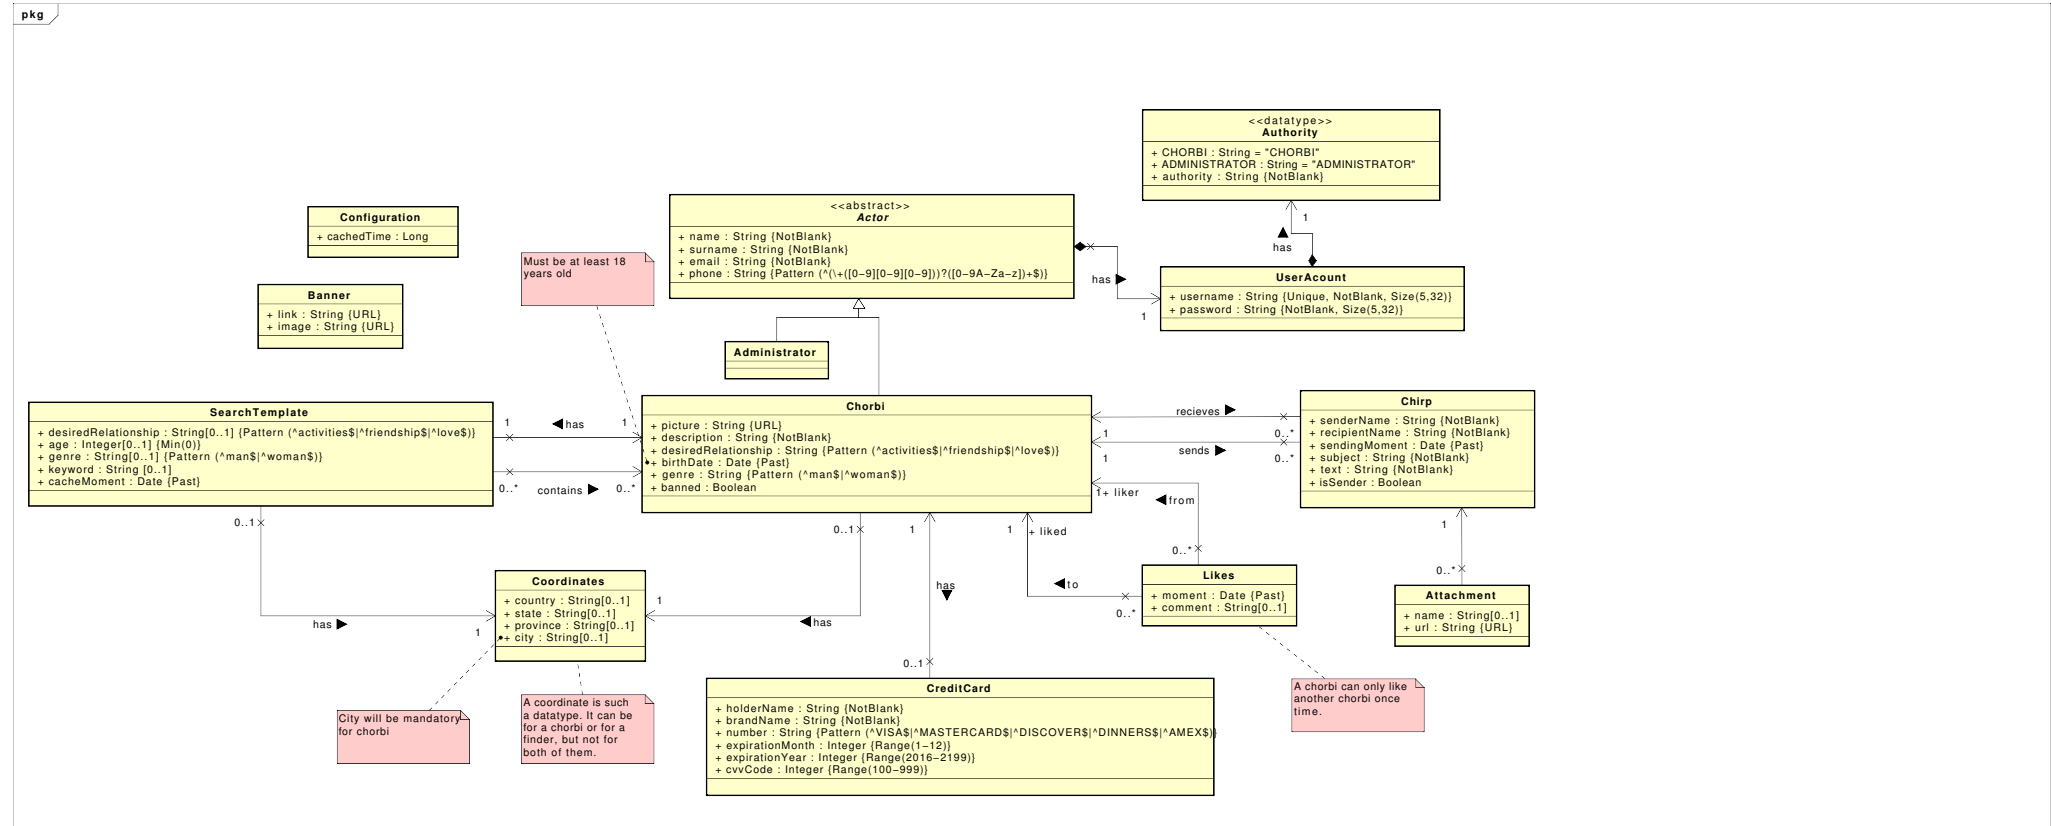 pkg
<<datatype>>
Authority
+ CHORBI : String = "CHORBI"
+ ADMINISTRATOR : String = "ADMINISTRATOR"
+ authority : String {NotBlank}
1
has
<<abstract>>
Actor
+ name : String {NotBlank}
+ surname : String {NotBlank}
+ email : String {NotBlank}
+ phone : String {Pattern (^(\+([0-9][0-9][0-9]))?([0-9A-Za-z])+$)}
has
1
UserAcount
+ username : String {Unique, NotBlank, Size(5,32)}
+ password : String {NotBlank, Size(5,32)}
Configuration
+ cachedTime : Long
Must be at least 18
years old
Banner
+ link : String {URL}
+ image : String {URL}
Administrator
SearchTemplate
+ desiredRelationship : String[0..1] {Pattern (^activities$|^friendship$|^love$)}
+ age : Integer[0..1] {Min(0)}
+ genre : String[0..1] {Pattern (^man$|^woman$)}
+ keyword : String [0..1]
+ cacheMoment : Date {Past}
1
has
1
0..*
contains
0..*
Chorbi
+ picture : String {URL}
+ description : String {NotBlank}
+ desiredRelationship : String {Pattern (^activities$|^friendship$|^love$)}
+ birthDate : Date {Past}
+ genre : String {Pattern (^man$|^woman$)}
+ banned : Boolean
recieves
1
0..*
sends
1
0..*
Chirp
+ senderName : String {NotBlank}
+ recipientName : String {NotBlank}
+ sendingMoment : Date {Past}
+ subject : String {NotBlank}
+ text : String {NotBlank}
+ isSender : Boolean
1
+ liker
from
0..*
0..1
0..1
1
1
+ liked
1
has
1
Coordinates
+ country : String[0..1]
+ state : String[0..1]
+ province : String[0..1]
+ city : String[0..1]
1
has
has
0..1
to
0..*
Likes
+ moment : Date {Past}
+ comment : String[0..1]
0..*
Attachment
+ name : String[0..1]
+ url : String {URL}
City will be mandatory
for chorbi
A coordinate is such
a datatype. It can be
for a chorbi or for a
finder, but not for
both of them.
CreditCard
+ holderName : String {NotBlank}
+ brandName : String {NotBlank}
+ number : String {Pattern (^VISA$|^MASTERCARD$|^DISCOVER$|^DINNERS$|^AMEX$)}
+ expirationMonth : Integer {Range(1-12)}
+ expirationYear : Integer {Range(2016-2199)}
+ cvvCode : Integer {Range(100-999)}
A chorbi can only like
another chorbi once
time.